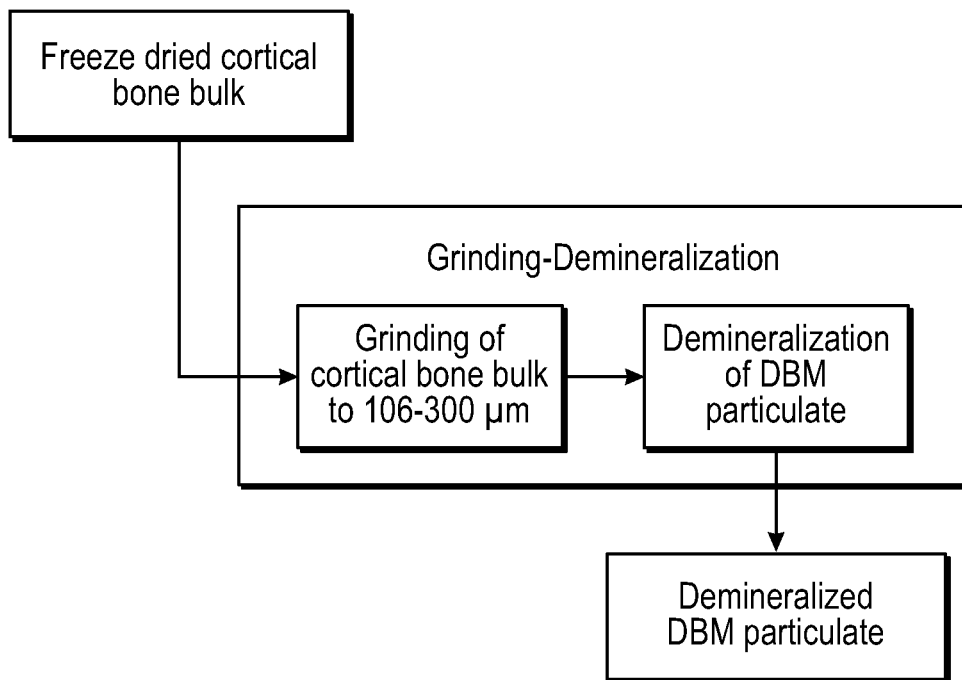 Freeze dried cortical
bone bulk
Grinding-Demineralization
Grinding of
cortical bone bulk
to 106-300 µm
Demineralization
of DBM
particulate
Demineralized
DBM particulate